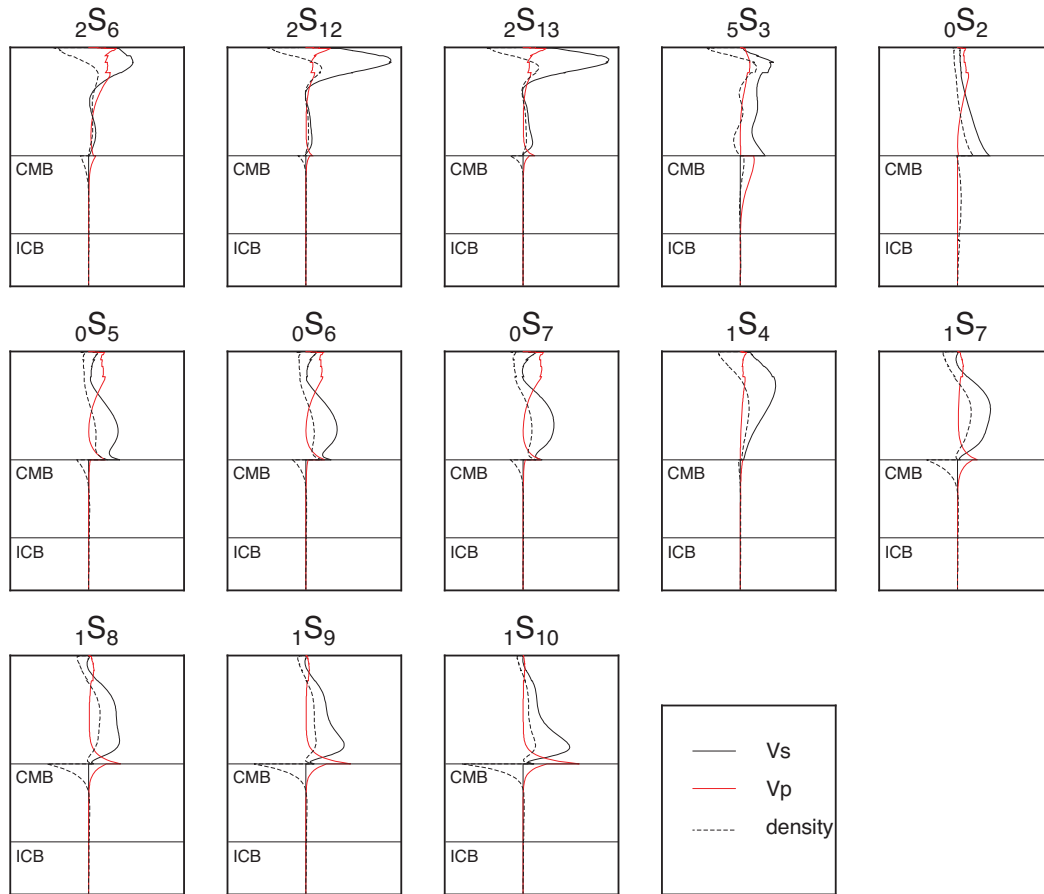 ₂S₆ ₂S₁₂ ₂S₁₃ ₅S₃ ₀S₂
CMB CMB CMB CMB CMB
ICB ICB ICB ICB ICB
₀S₅ ₀S₆ ₀S₇ ₁S₄ ₁S₇
CMB CMB CMB CMB CMB
ICB ICB ICB ICB ICB
₁S₈ ₁S₉ ₁S₁₀
Vs
CMB CMB CMB Vp
density
ICB ICB ICB